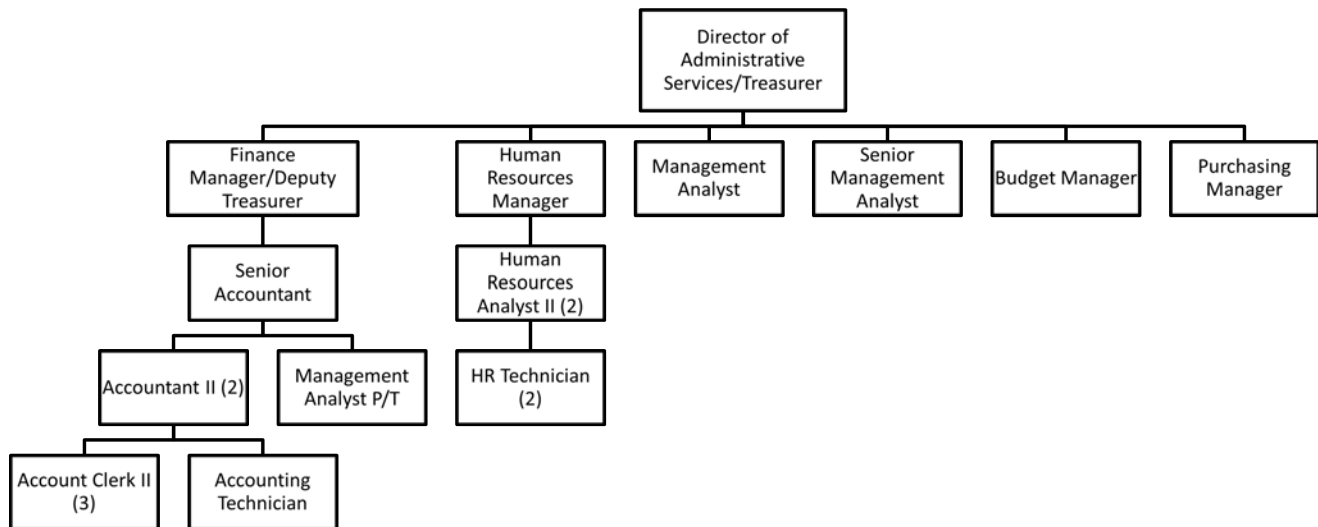 Director of
Administrative
Services/Treasurer
Finance
Manager/Deputy
Treasurer
Human
Resources
Manager
Management
Analyst
Senior
Management
Analyst
Budget Manager
Purchasing
Manager
Senior
Accountant
Human
Resources
Analyst II (2)
Accountant II (2)
Management
Analyst P/T
HR Technician
(2)
Account Clerk II
(3)
Accounting
Technician